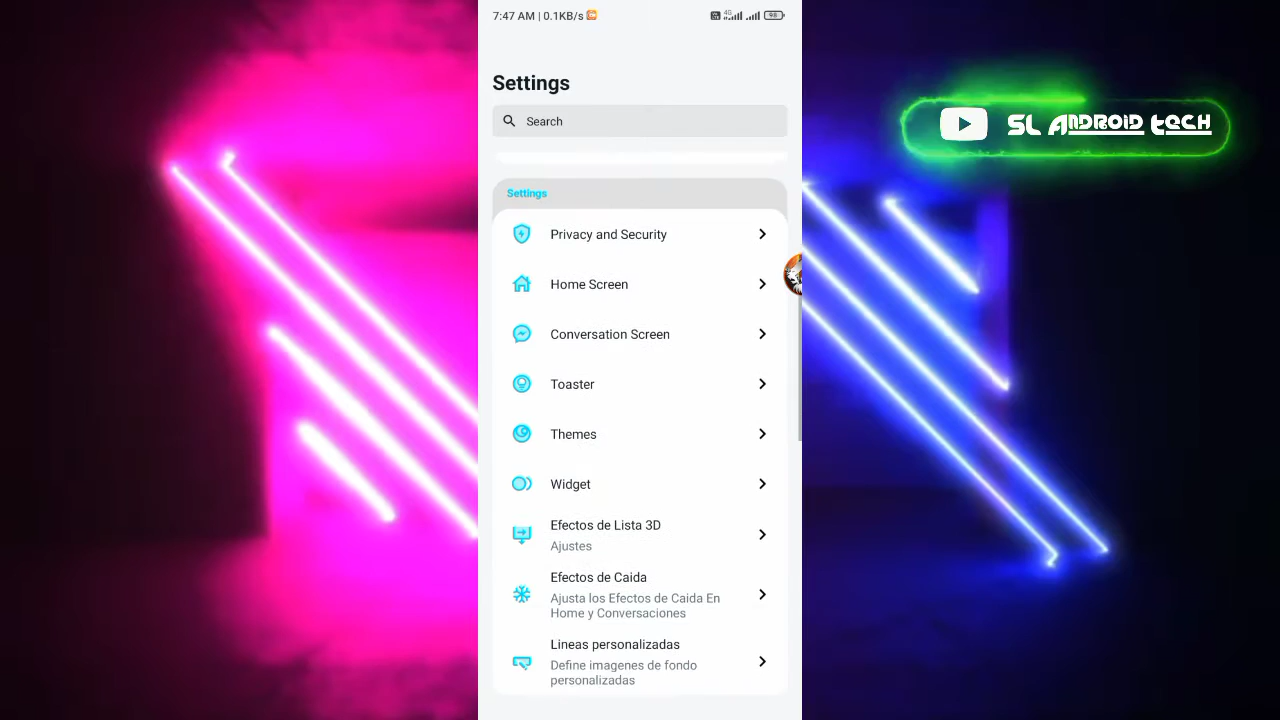 7:47 AM | 0.1KB/s
4G
98
Settings
Search
SL Android tech
Settings
Privacy and Security
Home Screen
Conversation Screen
Toaster
Themes
Widget
Efectos de Lista 3D
Ajustes
Efectos de Caida
Ajusta los Efectos de Caida En
Home y Conversaciones
Lineas personalizadas
Define imagenes de fondo
personalizadas